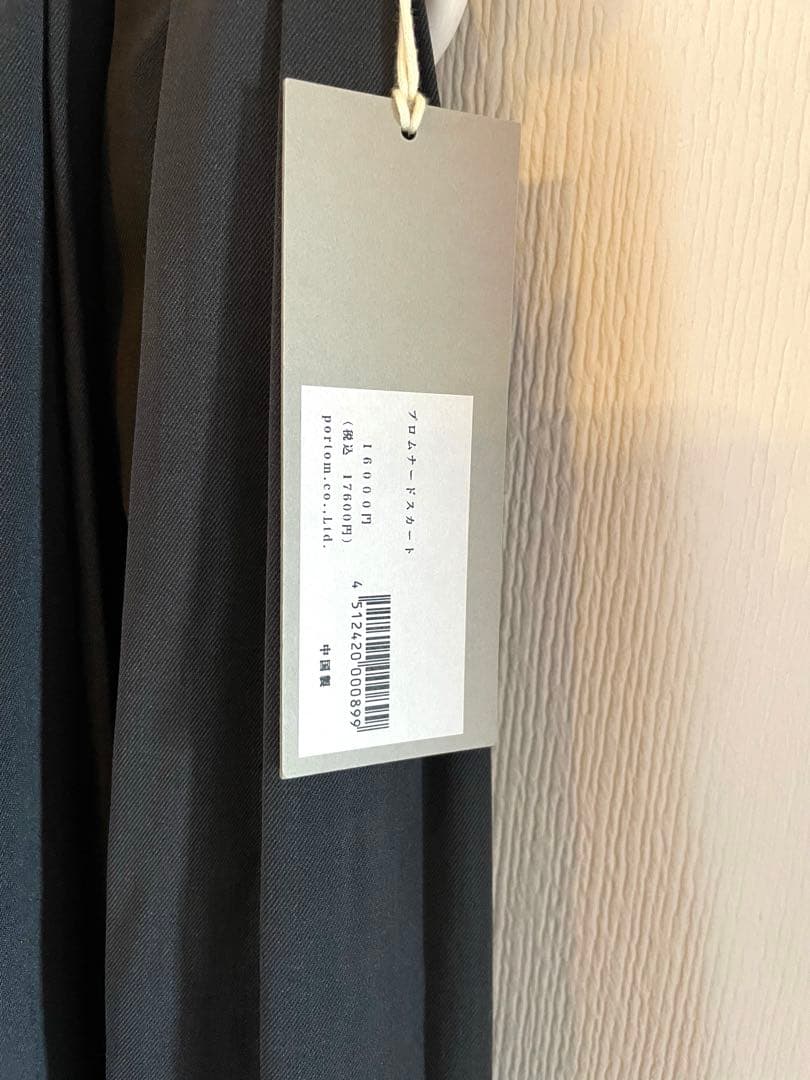 プロムナードスカート
16000円
(税込 17600円)
portom.co.,Ltd.
4 512420 000899
中国製